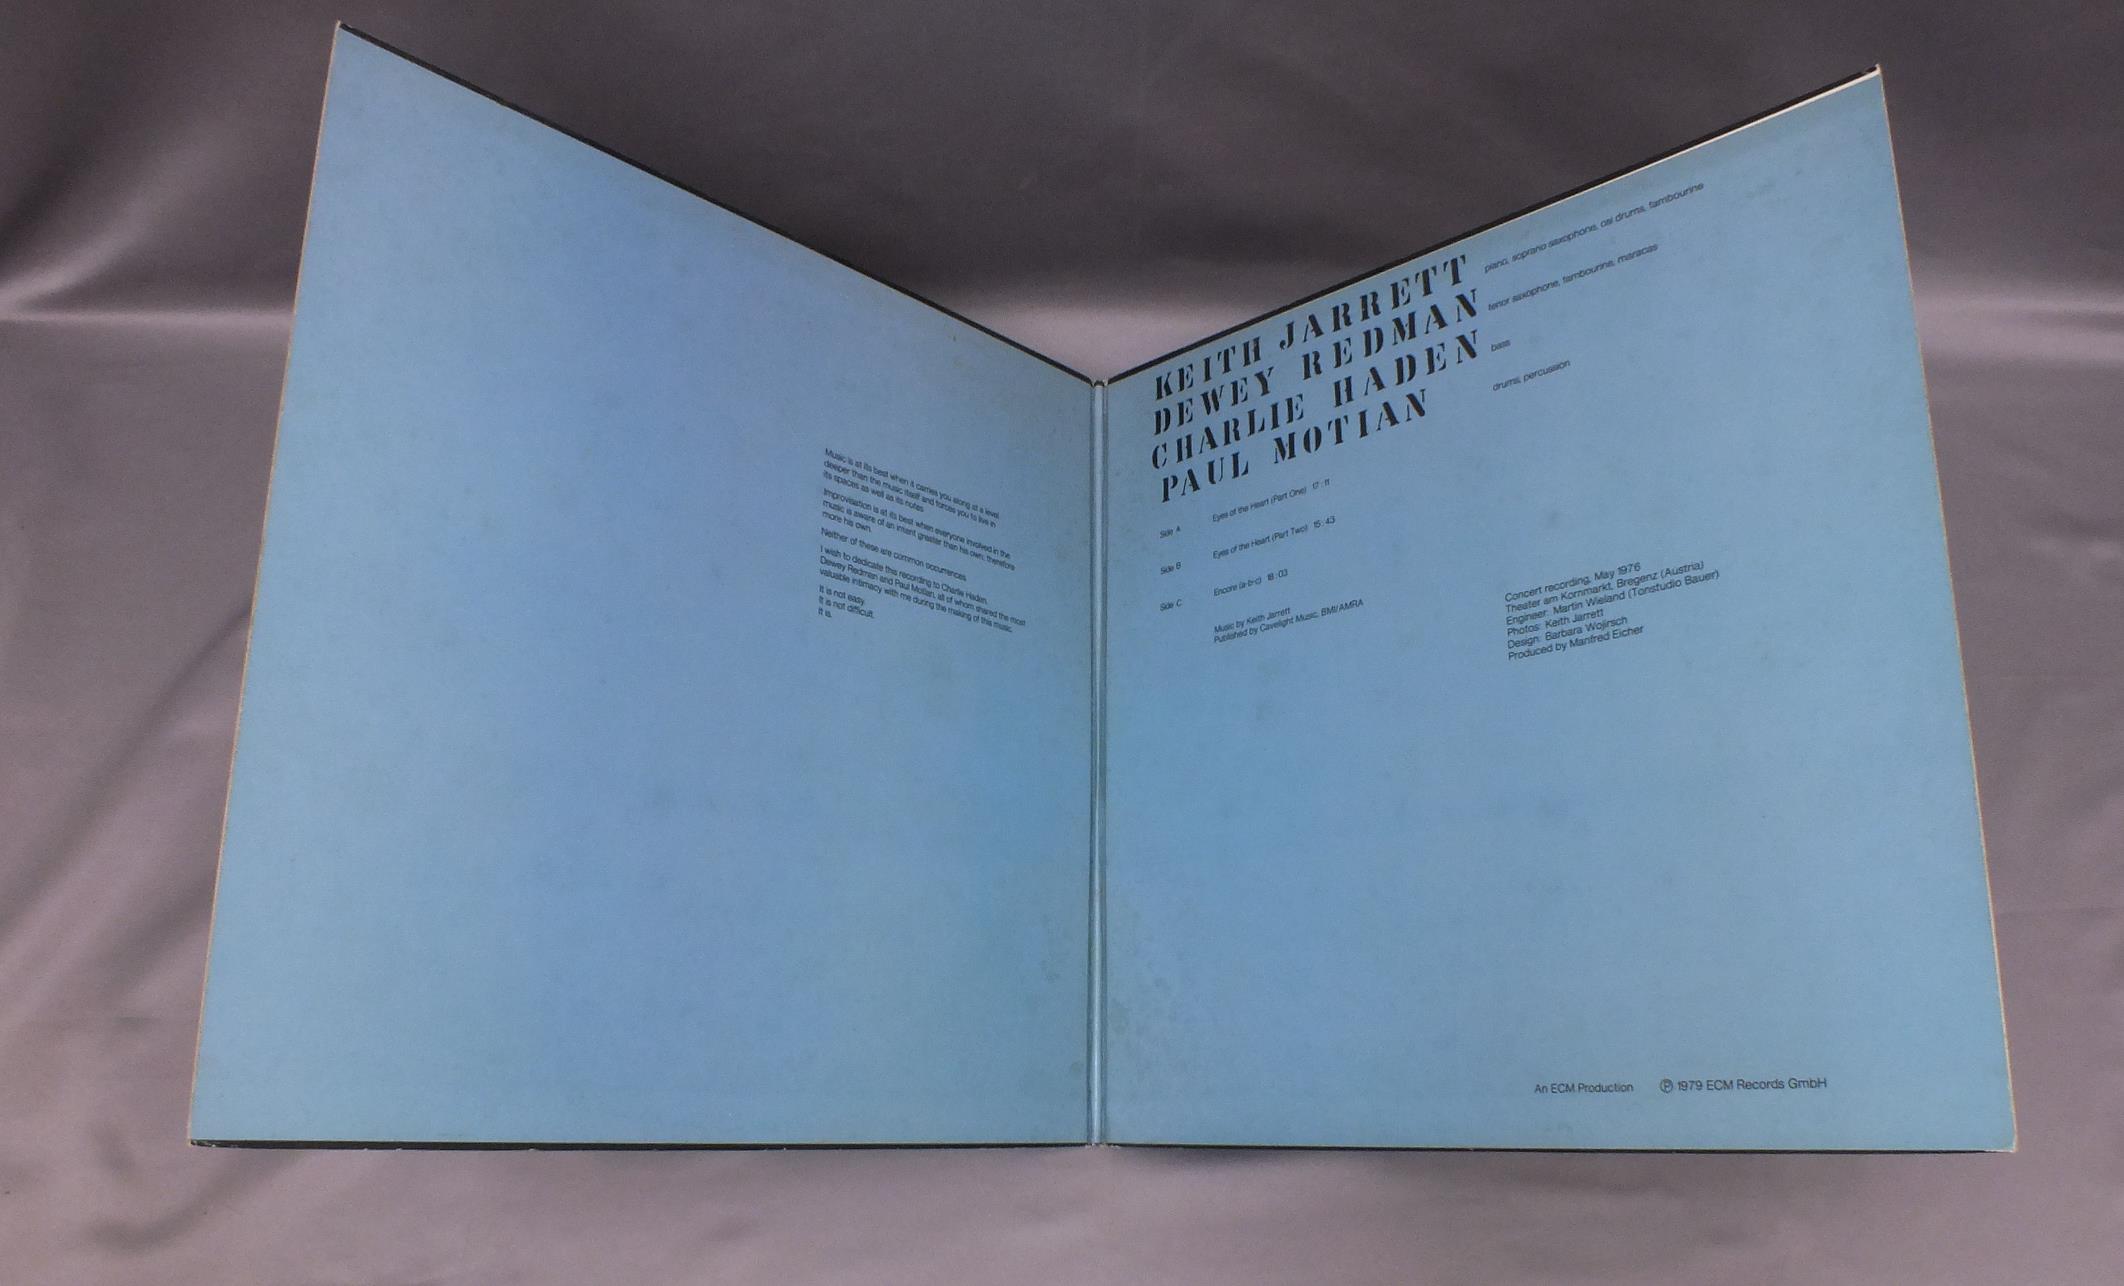 Music is at its best when it carries you along at a level
deeper than the music itself and forces you to live in
its spaces as well as its notes.
Improvisation is at its best when everyone involved in the
music is aware of an intent greater than his own; therefore
more his own.
Neither of these are common occurrences.
I wish to dedicate this recording to Charlie Haden,
Dewey Redman and Paul Motian, all of whom shared the most
valuable intimacy with me during the making of this music.
It is not easy.
It is not difficult.
It is.
KEITH JARRETT piano, soprano saxophone, osi drums, tambourine
DEWEY REDMAN tenor saxophone, tambourine, maracas
CHARLIE HADEN bass
PAUL MOTIAN drums, percussion
Side A Eyes of the Heart (Part One) 17:11
Side B Eyes of the Heart (Part Two) 15:43
Side C Encore (a-b-c) 18:03
Music by Keith Jarrett
Published by Cavelight Music, BMI/AMRA
Concert recording, May 1976
Theater am Kornmarkt, Bregenz (Austria)
Engineer: Martin Wieland (Tonstudio Bauer)
Photos: Keith Jarrett
Design: Barbara Wojirsch
Produced by Manfred Eicher
An ECM Production ℗ 1979 ECM Records GmbH